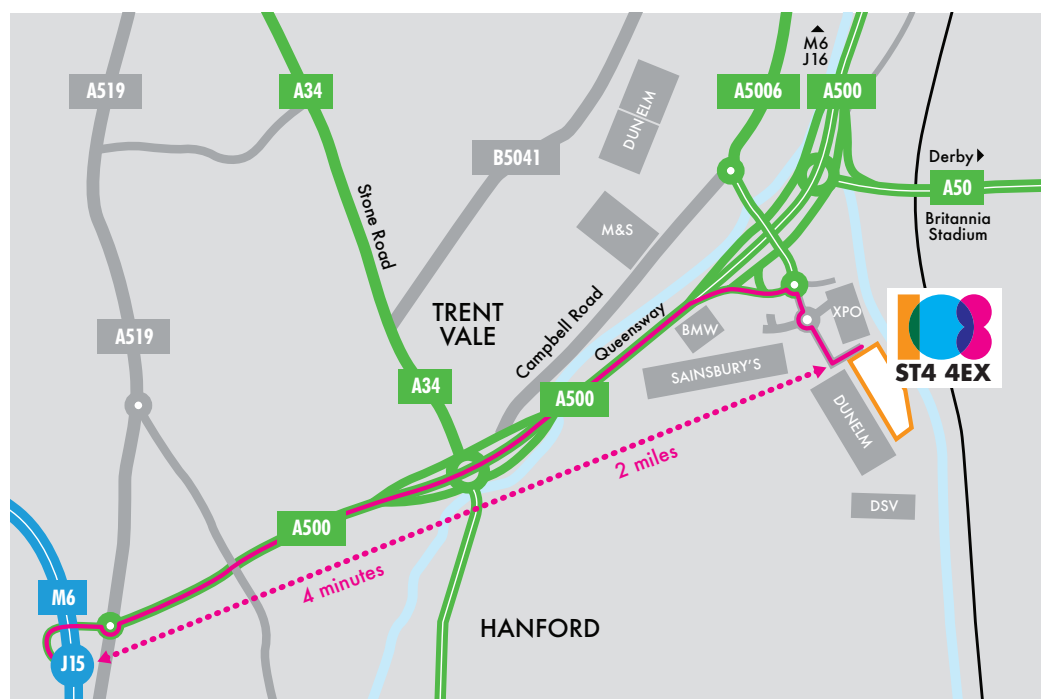 M6
J16
A519
A34
A5006
A500
DUNELM
B5041
Derby
A50
Britannia
Stadium
Stone Road
M&S
TRENT
VALE
Campbell Road
Queensway
XPO
BMW
A519
SAINSBURY'S
108
ST4 4EX
A34
A500
DUNELM
2 miles
DSV
A500
4 minutes
M6
HANFORD
J15